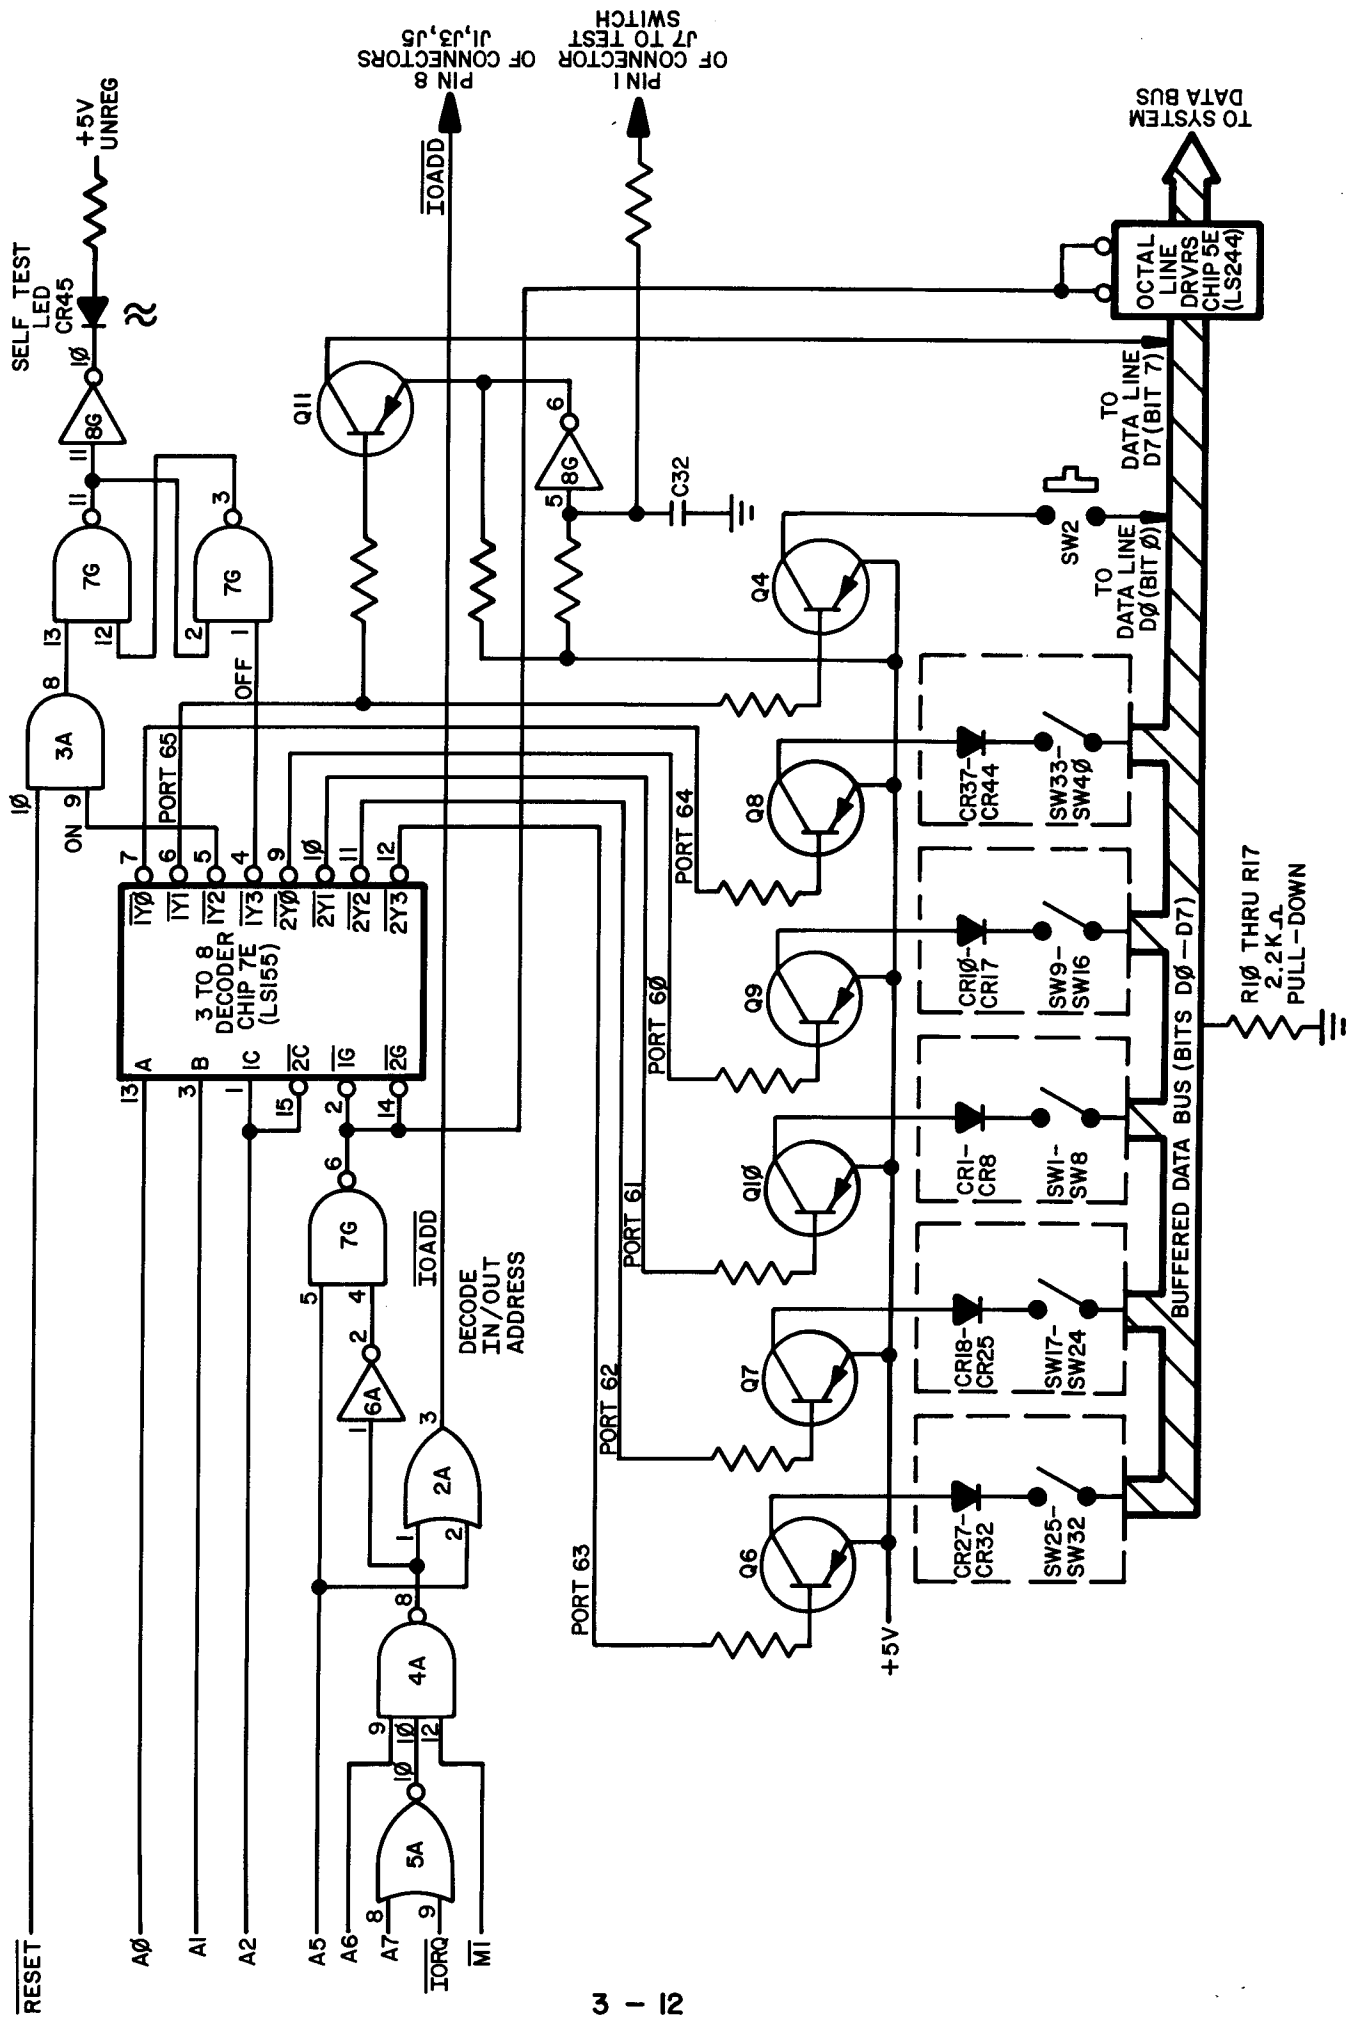 RESET
AØ
A1
A2
A5
A6
A7
IORQ
M1
8
9
5A
10
9
10
12
4A
8
1
2
2A
3
IOADD
DECODE
IN/OUT
ADDRESS
1
6A
2
5
4
7G
6
13
3
1
15
2
14
A
B
1C
2C
1G
2G
3 TO 8
DECODER
CHIP 7E
(LS155)
1YØ
1Y1
1Y2
1Y3
2YØ
2Y1
2Y2
2Y3
7
6
5
4
9
1Ø
11
12
1Ø
9
ON
3A
8
PORT 65
OFF
13
12
7G
11
2
1
7G
3
11
8G
1Ø
SELF TEST
LED
CR45
+5V
UNREG
IOADD
PIN 8
OF CONNECTORS
J1,J3,J5
PIN 1
OF CONNECTOR
J7 TO TEST
SWITCH
Q11
5
8G
6
C32
PORT 63
PORT 62
PORT 61
PORT 6Ø
PORT 64
Q6
Q7
Q1Ø
Q9
Q8
Q4
+5V
CR27-
CR32
SW25-
SW32
CR18-
CR25
SW17-
SW24
CR1-
CR8
SW1-
SW8
CR1Ø-
CR17
SW9-
SW16
CR37-
CR44
SW33-
SW4Ø
SW2
TO
DATA LINE
DØ (BIT Ø)
TO
DATA LINE
D7 (BIT 7)
OCTAL
LINE
DRVRS
CHIP 5E
(LS244)
TO SYSTEM
DATA BUS
BUFFERED DATA BUS (BITS DØ—D7)
R1Ø THRU R17
2.2K Ω
PULL-DOWN
3 - 12